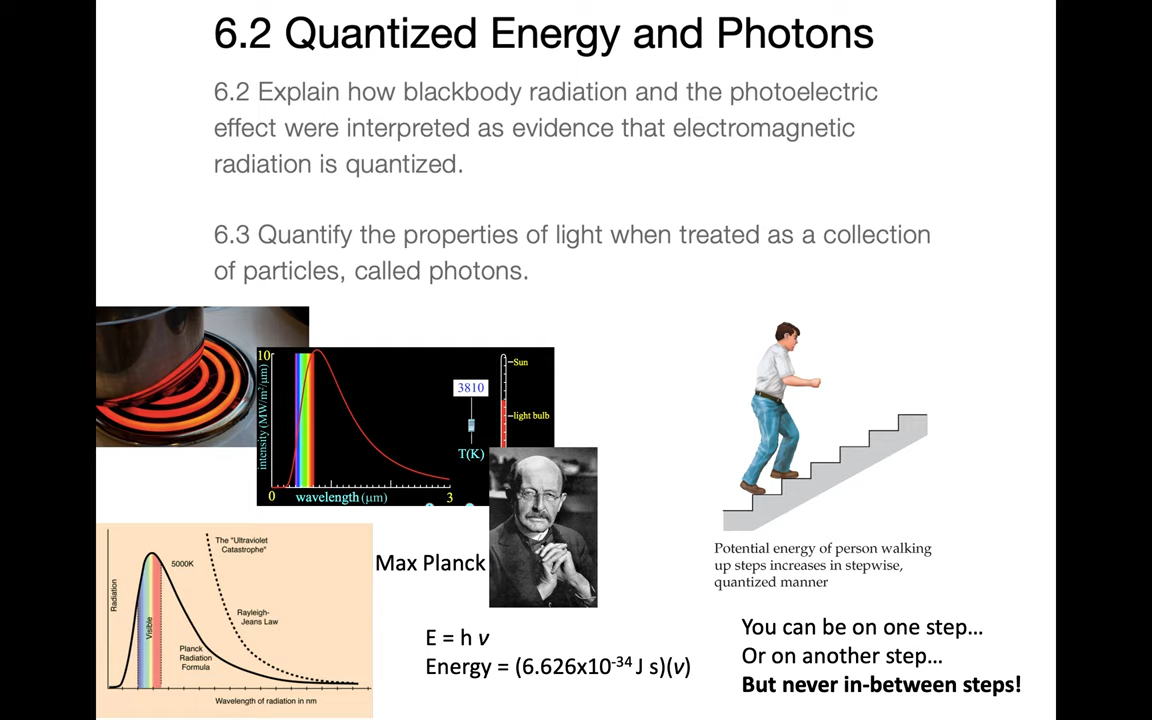 6.2 Quantized Energy and Photons
6.2 Explain how blackbody radiation and the photoelectric
effect were interpreted as evidence that electromagnetic
radiation is quantized.
6.3 Quantify the properties of light when treated as a collection
of particles, called photons.
10
intensity (MW/m²/μm)
0
wavelength (μm)
3
3810
T(K)
Sun
light bulb
Max Planck
The "Ultraviolet
Catastrophe"
5000K
Radiation
Visible
Rayleigh-
Jeans Law
Planck
Radiation
Formula
Wavelength of radiation in nm
E = h ν
Energy = (6.626x10⁻³⁴ J s)(ν)
Potential energy of person walking
up steps increases in stepwise,
quantized manner
You can be on one step…
Or on another step…
But never in-between steps!